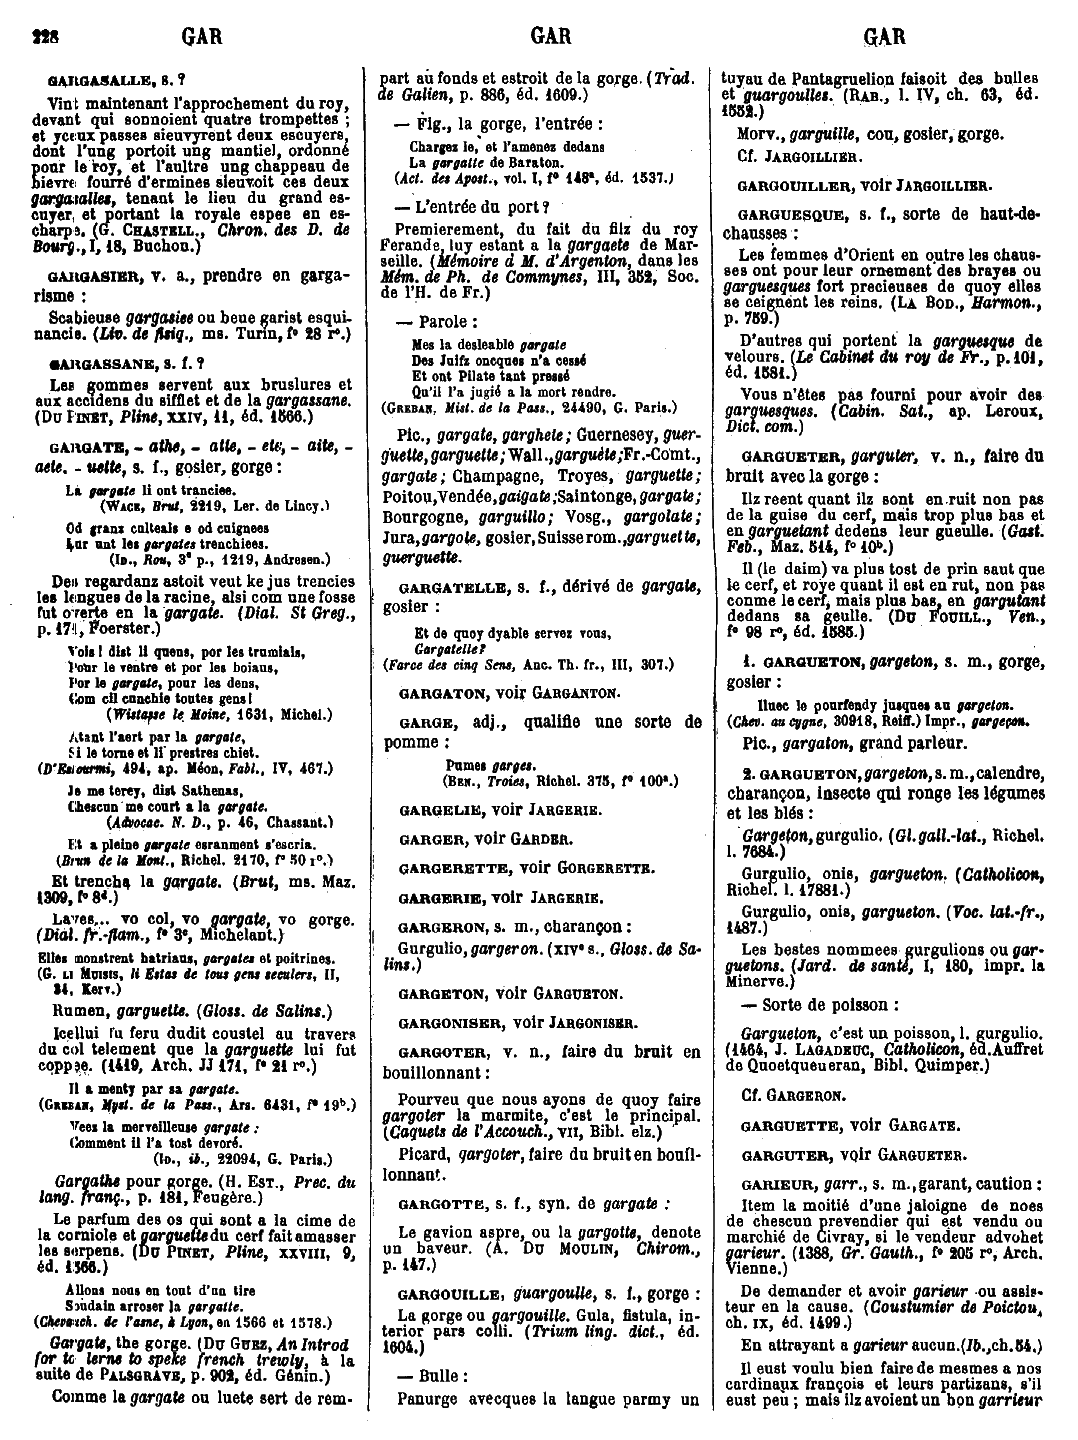 228 GAR GAR GAR
GARGASALLE, s. ?
Vint maintenant l'approchement du roy,
devant qui sonnoient quatre trompettes ;
et yceux passes sieuvyrent deux escuyers,
dont l'ung portoit ung mantiel, ordonné
pour le roy, et l'aultre ung chappeau de
bievre fourré d'ermines sieuvoit ces deux
gargasalles, tenant le lieu du grand es-
cuyer, et portant la royale espee en es-
charpe. (G. CHASTELL., Chron. des D. de
Bourg., I, 18, Buchon.)
GARGASIER, v. a., prendre en garga-
risme :
Scabieuse gargasiee ou beue garist esqui-
nancie. (Liv. de fisiq., ms. Turin, f° 28 r°.)
GARGASSANE, s. f. ?
Les gommes servent aux bruslures et
aux accidens du sifflet et de la gargassane.
(DU PINET, Pline, XXIV, 11, éd. 1566.)
GARGATE, - athe, - atte, - ete, - aite, -
aete, - uette, s. f., gosier, gorge :
La gargate li ont tranciee.
(WACE, Brut, 2219, Ler. de Lincy.)
Od granz colteals e od cuignees
Lur unt les gargates trenchiees.
(ID., Rou, 3e p., 1219, Andresen.)
Den regardanz astoit veut ke jus trencies
les lengues de la racine, alsi com une fosse
fut overte en la gargate. (Dial. St Greg.,
p. 171, Foerster.)
Vois ! dist li quens, por les trumiais,
Pour le ventre et por les boiaus,
Por le gargate, pour les dens,
Com cil cunchie toutes gens !
(Wistasse le Moine, 1631, Michel.)
Atant l'aert par la gargate,
Si le torne et li prestres chiet.
(D'Estourmi, 494, ap. Méon, Fabl., IV, 467.)
Je me terey, dist Sathenas,
Chescun me court a la gargate.
(Advocac. N. D., p. 46, Chassant.)
Et a pleine gargate esranment s'escria.
(Brun de la Mont., Richel. 2170, f° 50 r°.)
Et trencha la gargate. (Brut, ms. Maz.
1309, f° 8d.)
Laves... vo col, vo gargate, vo gorge.
(Dial. fr.-flam., f° 3c, Michelant.)
Elles monstrent hatriaus, gargates et poitrines.
(G. LI MUISIS, li Estas de tous gens seculers, II,
24, Kerv.)
Rumen, garguette. (Gloss. de Salins.)
Icellui fu feru dudit coustel au travers
du col telement que la garguette lui fut
coppee. (1419, Arch. JJ 171, f° 21 r°.)
Il a menty par sa gargate.
(GREBAN, Myst. de la Pass., Ars. 6431, f° 19b.)
Vees la merveilleuse gargate :
Comment il l'a tost devoré.
(ID., ib., 22094, G. Paris.)
Gargathe pour gorge. (H. EST., Prec. du
lang. franç., p. 181, Feugère.)
Le parfum des os qui sont a la cime de
la corniole et garguette du cerf fait amasser
les serpens. (DU PINET, Pline, XXVIII, 9,
éd. 1566.)
Allons nous en tout d'un tire
Soudain arroser la gargatte.
(Chevauch. de l'asne, à Lyon, en 1566 et 1578.)
Gargate, the gorge. (DU GUEZ, An Introd
for to lerne to speke french trewly, à la
suite de PALSGRAVE, p. 902, éd. Génin.)
Comme la gargate ou luete sert de rem-
part au fonds et estroit de la gorge. (Trad.
de Galien, p. 886, éd. 1609.)
— Fig., la gorge, l'entrée :
Chargez le, et l'amenez dedans
La gargatte de Baraton.
(Act. des Apost., vol. I, f° 148a, éd. 1537.)
— L'entrée du port ?
Premierement, du fait du filz du roy
Ferande, luy estant a la gargaete de Mar-
seille. (Mémoire à M. d'Argenton, dans les
Mém. de Ph. de Commynes, III, 352, Soc.
de l'H. de Fr.)
— Parole :
Mes la desleable gargate
Des Juifz oncques n'a cessé
Et ont Pilate tant pressé
Qu'il l'a jugié a la mort rendre.
(GREBAN, Mist. de la Pass., 24490, G. Paris.)
Pic., gargate, garghete ; Guernesey, guer-
guette, garguette ; Wall., garguète ; Fr.-Comt.,
gargate ; Champagne, Troyes, garguette ;
Poitou, Vendée, gaigate ; Saintonge, gargate ;
Bourgogne, garguillo ; Vosg., gargolate ;
Jura, gargote, gosier, Suisse rom., garguette,
guerguette.
GARGATELLE, s. f., dérivé de gargate,
gosier :
Et de quoy dyable servez vous,
Gargatelle ?
(Farce des cinq Sens, Anc. Th. fr., III, 307.)
GARGATON, voir GARGANTON.
GARGE, adj., qualifie une sorte de
pomme :
Pumes garges.
(BEN., Troies, Richel. 375, f° 100a.)
GARGELIE, voir JARGERIE.
GARGER, voir GARDER.
GARGERETTE, voir GORGERETTE.
GARGERIE, voir JARGERIE.
GARGERON, s. m., charançon :
Gurgulio, gargeron. (XIVe s., Gloss. de Sa-
lins.)
GARGETON, voir GARGUETON.
GARGONISER, voir JARGONISER.
GARGOTER, v. n., faire du bruit en
bouillonnant :
Pourveu que nous ayons de quoy faire
gargoter la marmite, c'est le principal.
(Caquets de l'Accouch., VII, Bibl. elz.)
Picard, gargoter, faire du bruit en bouil-
lonnant.
GARGOTTE, s. f., syn. de gargate :
Le gavion aspre, ou la gargotte, denote
un baveur. (A. DU MOULIN, Chirom.,
p. 147.)
GARGOUILLE, guargoulle, s. f., gorge :
La gorge ou gargouille. Gula, fistula, in-
terior pars colli. (Trium ling. dict., éd.
1604.)
— Bulle :
Panurge avecques la langue parmy un
tuyau de Pantagruelion faisoit des bulles
et guargoulles. (RAB., l. IV, ch. 63, éd.
1552.)
Morv., garguille, cou, gosier, gorge.
Cf. JARGOILLIER.
GARGOUILLER, voir JARGOILLIER.
GARGUESQUE, s. f., sorte de haut-de-
chausses :
Les femmes d'Orient en outre les chaus-
ses ont pour leur ornement des brayes ou
garguesques fort precieuses de quoy elles
se ceignent les reins. (LA BOD., Harmon.,
p. 759.)
D'autres qui portent la garguesque de
velours. (Le Cabinet du roy de Fr., p. 101,
éd. 1581.)
Vous n'êtes pas fourni pour avoir des
garguesques. (Cabin. Sat., ap. Leroux,
Dict. com.)
GARGUETER, garguter, v. n., faire du
bruit avec la gorge :
Ilz reent quant ilz sont en ruit non pas
de la guise du cerf, mais trop plus bas et
en garguetant dedens leur gueulle. (Gast.
Feb., Maz. 514, f° 10b.)
Il (le daim) va plus tost de prin saut que
le cerf, et roye quant il est en rut, non pas
conme le cerf, mais plus bas, en gargutant
dedans sa geulle. (DU FOUILL., Ven.,
f° 98 r°, éd. 1585.)
1. GARGUETON, gargeton, s. m., gorge,
gosier :
Iluec le pourfendy jusques au gargeton.
(Chev. au cygne, 30918, Reiff.) Impr., gargeçon.
Pic., gargaton, grand parleur.
2. GARGUETON, gargeton, s. m., calendre,
charançon, insecte qui ronge les légumes
et les blés :
Gargeton, gurgulio. (Gl. gall.-lat., Richel.
l. 7684.)
Gurgulio, onis, gargueton. (Catholicon,
Richel. l. 17881.)
Gurgulio, onis, gargueton. (Voc. lat.-fr.,
1487.)
Les bestes nommees gurgulions ou gar-
guetons. (Jard. de santé, I, 180, impr. la
Minerve.)
— Sorte de poisson :
Gargueton, c'est un poisson, l. gurgulio.
(1464, J. LAGADEUC, Catholicon, éd. Auffret
de Quoetqueueran, Bibl. Quimper.)
Cf. GARGERON.
GARGUETTE, voir GARGATE.
GARGUTER, voir GARGUETER.
GARIEUR, garr., s. m., garant, caution :
Item la moitié d'une jaloigne de noes
de chescun prevendier qui est vendu ou
marchié de Civray, si le vendeur advohet
garieur. (1388, Gr. Gauth., f° 205 r°, Arch.
Vienne.)
De demander et avoir garieur ou assis-
teur en la cause. (Coustumier de Poictou,
ch. IX, éd. 1499.)
En attrayant a garieur aucun. (Ib., ch. 54.)
Il eust voulu bien faire de mesmes a nos
cardinaux françois et leurs partizans, s'il
eust peu ; mais ilz avoient un bon garrieur